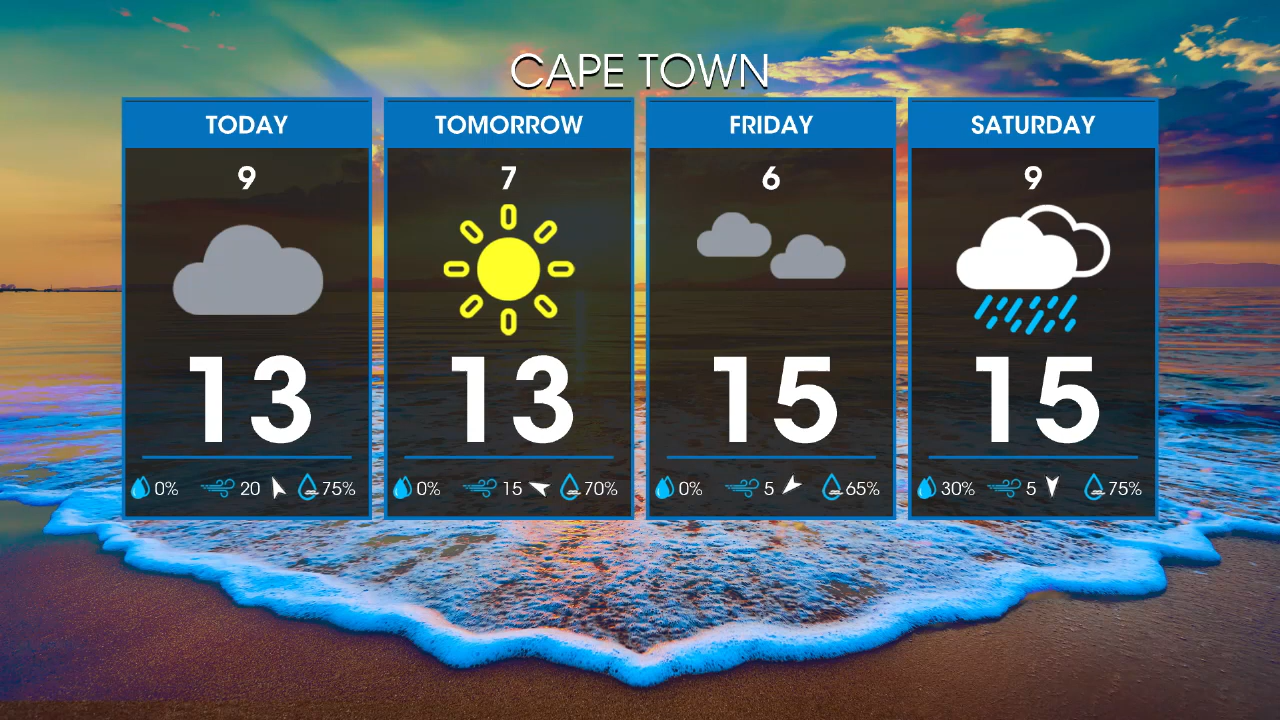 CAPE TOWN
TODAY
9
13
0% 20 75%
TOMORROW
7
13
0% 15 70%
FRIDAY
6
15
0% 5 65%
SATURDAY
9
15
30% 5 75%